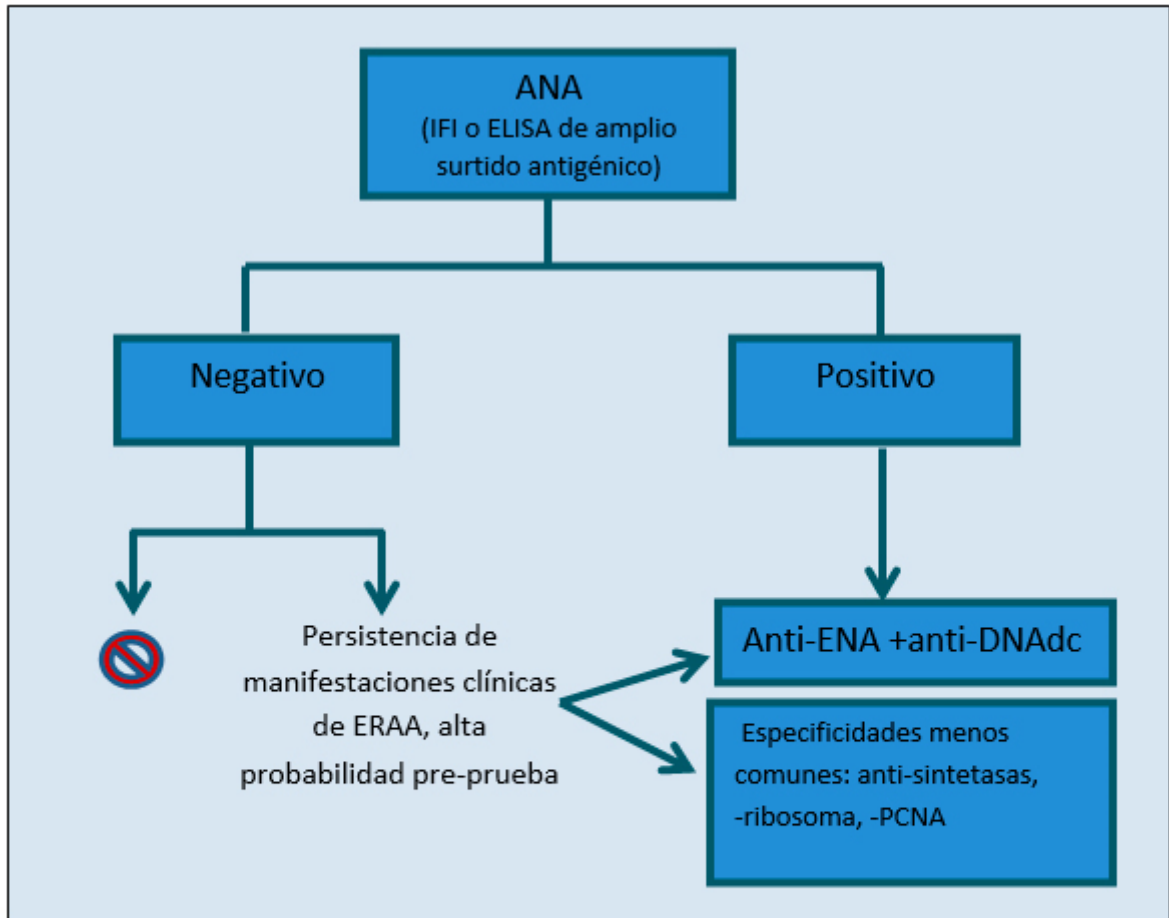 ANA
(IFI o ELISA de amplio
surtido antigénico)
Negativo
Positivo
Persistencia de
manifestaciones clínicas
de ERAA, alta
probabilidad pre-prueba
Anti-ENA +anti-DNAdc
Especificidades menos
comunes: anti-sintetasas,
-ribosoma, -PCNA